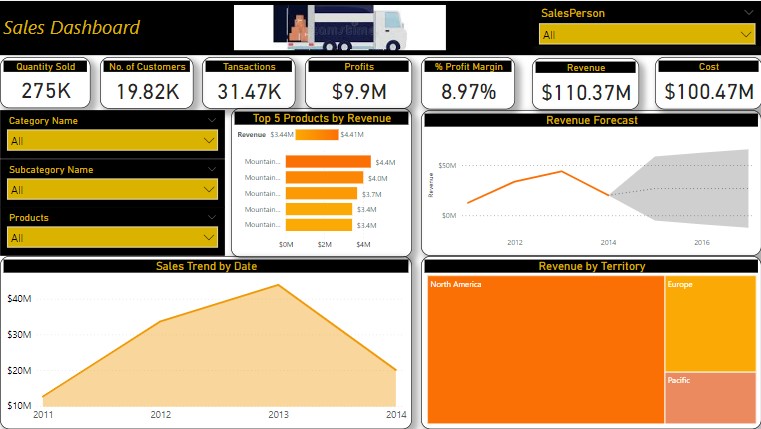 Sales Dashboard
SalesPerson
All
Quantity Sold
275K
No. of Customers
19.82K
Tansactions
31.47K
Profits
$9.9M
% Profit Margin
8.97%
Revenue
$110.37M
Cost
$100.47M
Category Name
All
Subcategory Name
All
Products
All
Top 5 Products by Revenue
Revenue $3.44M $4.41M
Mountain... $4.4M
Mountain... $4.0M
Mountain... $3.7M
Mountain... $3.4M
Mountain... $3.4M
$0M $2M $4M
Revenue Forecast
Revenue
$50M
$0M
2012 2014 2016
Sales Trend by Date
$40M
$30M
$20M
$10M
2011 2012 2013 2014
Revenue by Territory
North America
Europe
Pacific